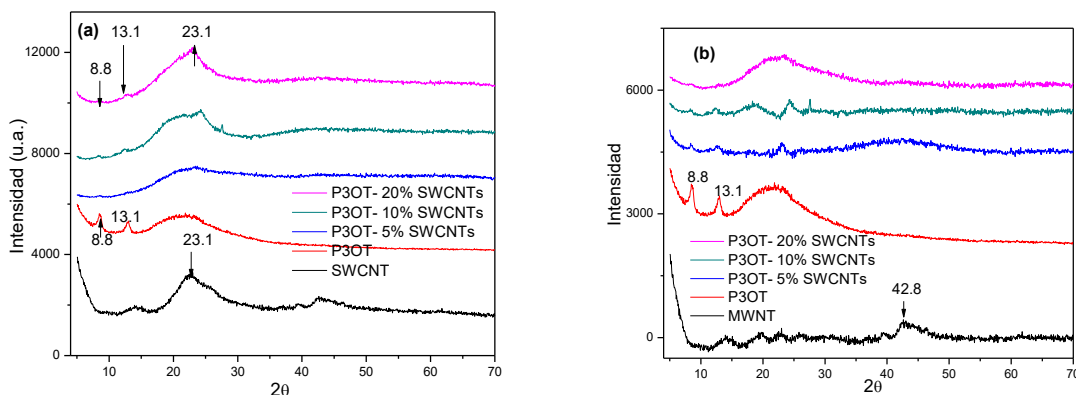 (a)
13.1
23.1
8.8
12000
8000
4000
0
Intensidad (u.a.)
P3OT- 20% SWCNTs
P3OT- 10% SWCNTs
P3OT- 5% SWCNTs
P3OT
SWCNT
8.8
13.1
23.1
10 20 30 40 50 60 70
2θ
(b)
6000
3000
0
Intensidad
8.8
13.1
P3OT- 20% SWCNTs
P3OT- 10% SWCNTs
P3OT- 5% SWCNTs
P3OT
MWNT
42.8
10 20 30 40 50 60 70
2θ